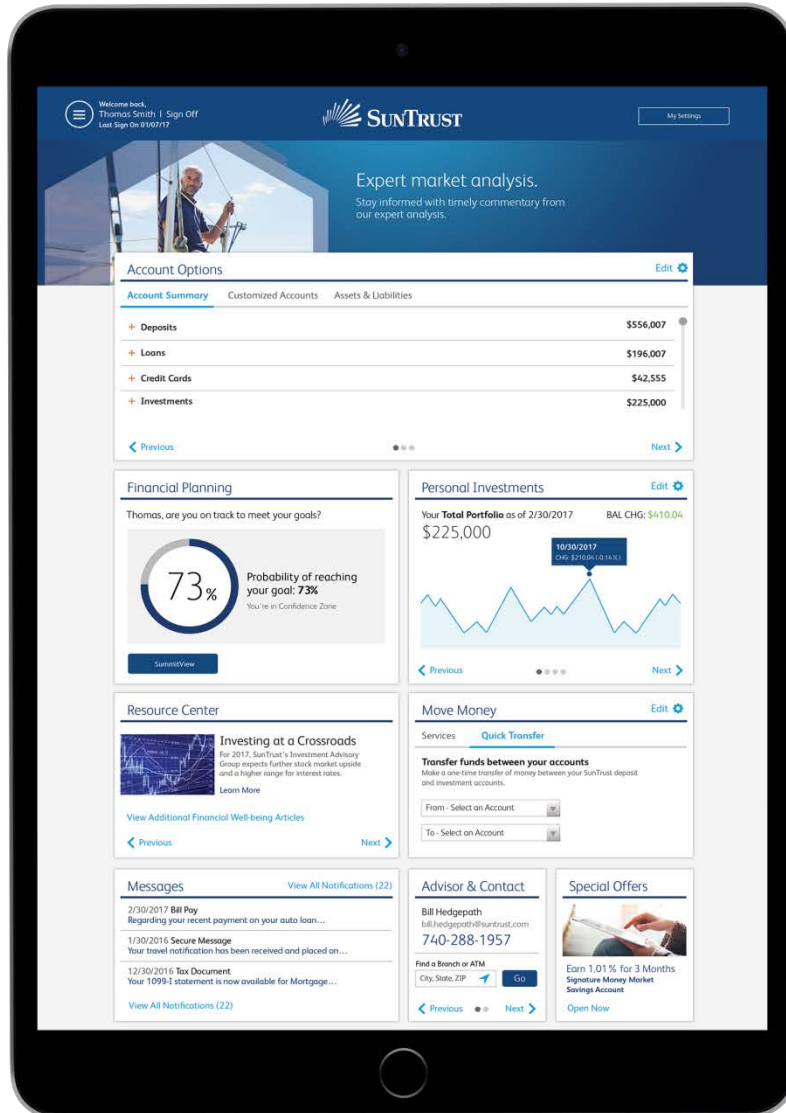 Welcome back,
Thomas Smith | Sign Off
Last Sign On 01/07/17
SUNTRUST
My Settings
Expert market analysis.
Stay informed with timely commentary from
our expert analysis.
Account Options
Edit
Account Summary Customized Accounts Assets & Liabilities
+ Deposits $556,007
+ Loans $196,007
+ Credit Cards $42,555
+ Investments $225,000
Previous Next
Financial Planning
Thomas, are you on track to meet your goals?
73%
Probability of reaching
your goal: 73%
You're in Confidence Zone
SummitView
Personal Investments
Edit
Your Total Portfolio as of 2/30/2017 BAL CHG: $410.04
$225,000
10/30/2017
CHG: $210.04 (-0.14%)
Previous Next
Resource Center
Investing at a Crossroads
For 2017, SunTrust's Investment Advisory
Group expects further stock market upside
and a higher range for interest rates.
Learn More
View Additional Financial Well-being Articles
Previous Next
Move Money
Edit
Services Quick Transfer
Transfer funds between your accounts
Make a one-time transfer of money between your SunTrust deposit
and investment accounts.
From - Select an Account
To - Select an Account
Messages
View All Notifications (22)
2/30/2017 Bill Pay
Regarding your recent payment on your auto loan...
1/30/2016 Secure Message
Your travel notification has been received and placed on...
12/30/2016 Tax Document
Your 1099-I statement is now available for Mortgage...
View All Notifications (22)
Advisor & Contact
Bill Hedgepath
bill.hedgepath@suntrust.com
740-288-1957
Find a Branch or ATM
City, State, ZIP Go
Previous Next
Special Offers
Earn 1.01% for 3 Months
Signature Money Market
Savings Account
Open Now